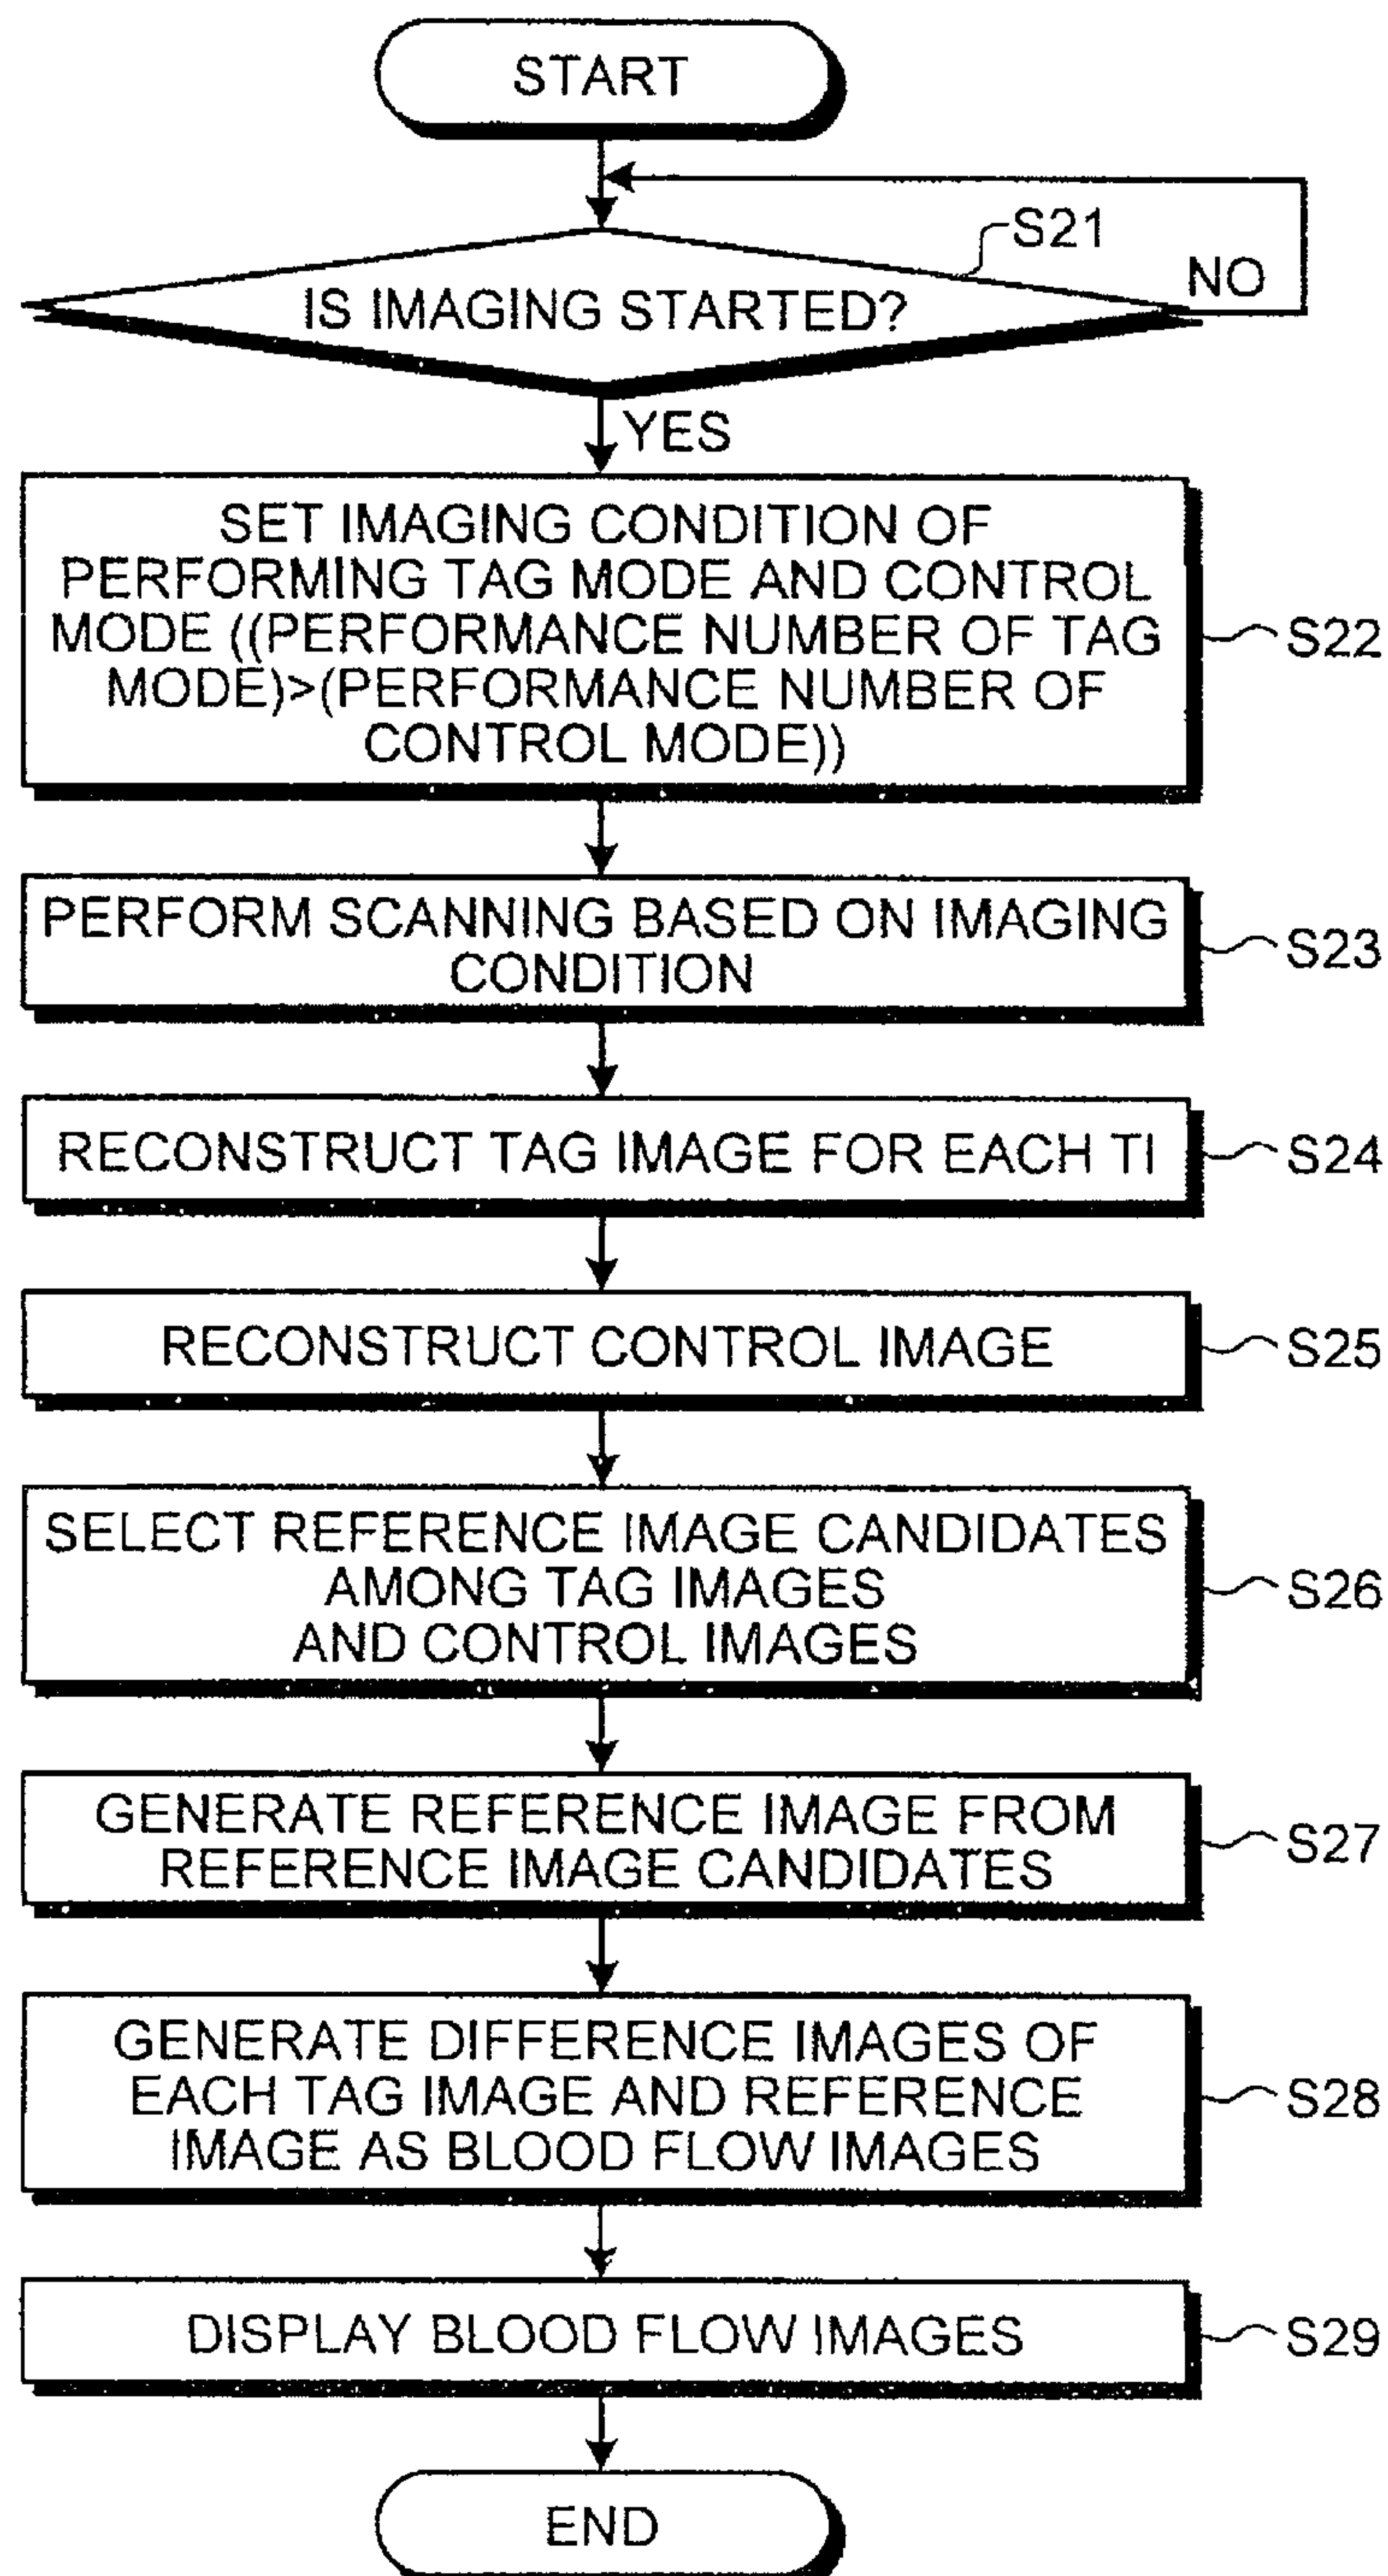 START
S21
NO
IS IMAGING STARTED?
YES
SET IMAGING CONDITION OF
PERFORMING TAG MODE AND CONTROL
MODE ((PERFORMANCE NUMBER OF TAG
MODE)>(PERFORMANCE NUMBER OF
CONTROL MODE))
S22
PERFORM SCANNING BASED ON IMAGING
CONDITION
S23
RECONSTRUCT TAG IMAGE FOR EACH TI
S24
RECONSTRUCT CONTROL IMAGE
S25
SELECT REFERENCE IMAGE CANDIDATES
AMONG TAG IMAGES
AND CONTROL IMAGES
S26
GENERATE REFERENCE IMAGE FROM
REFERENCE IMAGE CANDIDATES
S27
GENERATE DIFFERENCE IMAGES OF
EACH TAG IMAGE AND REFERENCE
IMAGE AS BLOOD FLOW IMAGES
S28
DISPLAY BLOOD FLOW IMAGES
S29
END